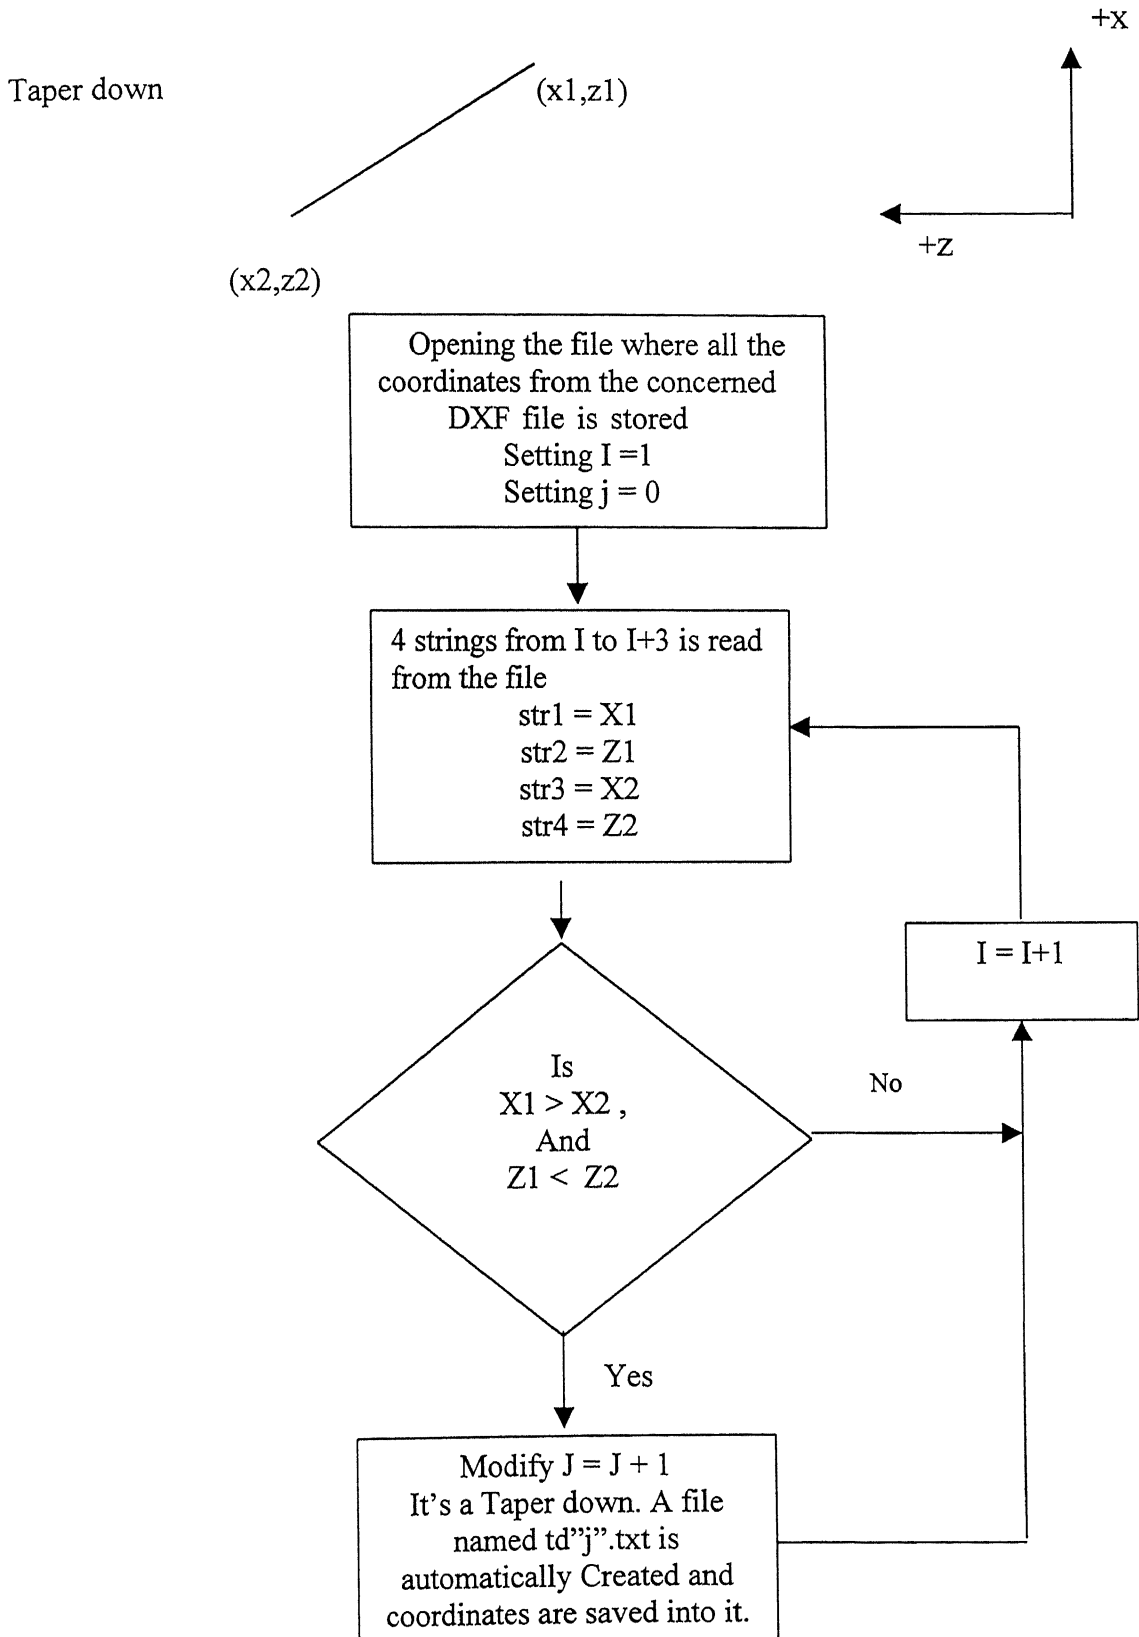 +x
Taper down
(x1,z1)
+z
(x2,z2)
Opening the file where all the
coordinates from the concerned
DXF file is stored
Setting I =1
Setting j = 0
4 strings from I to I+3 is read
from the file
str1 = X1
str2 = Z1
str3 = X2
str4 = Z2
I = I+1
Is
X1 > X2 ,
And
Z1 < Z2
No
Yes
Modify J = J + 1
It's a Taper down. A file
named td”j”.txt is
automatically Created and
coordinates are saved into it.